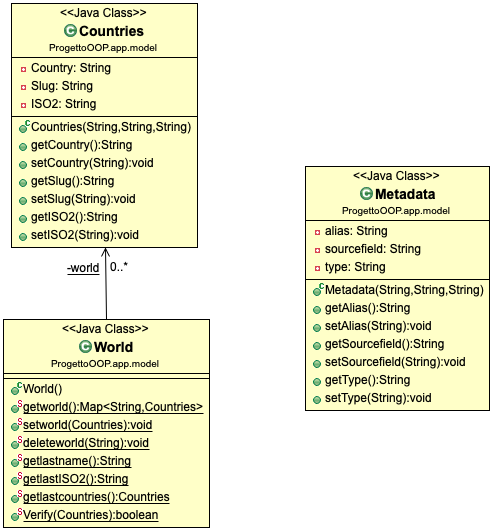 <<Java Class>>
Countries
ProgettoOOP.app.model
Country: String
Slug: String
ISO2: String
Countries(String,String,String)
getCountry():String
setCountry(String):void
getSlug():String
setSlug(String):void
getISO2():String
setISO2(String):void
-world 0..*
<<Java Class>>
World
ProgettoOOP.app.model
World()
getworld():Map<String,Countries>
setworld(Countries):void
deleteworld(String):void
getlastname():String
getlastISO2():String
getlastcountries():Countries
Verify(Countries):boolean
<<Java Class>>
Metadata
ProgettoOOP.app.model
alias: String
sourcefield: String
type: String
Metadata(String,String,String)
getAlias():String
setAlias(String):void
getSourcefield():String
setSourcefield(String):void
getType():String
setType(String):void